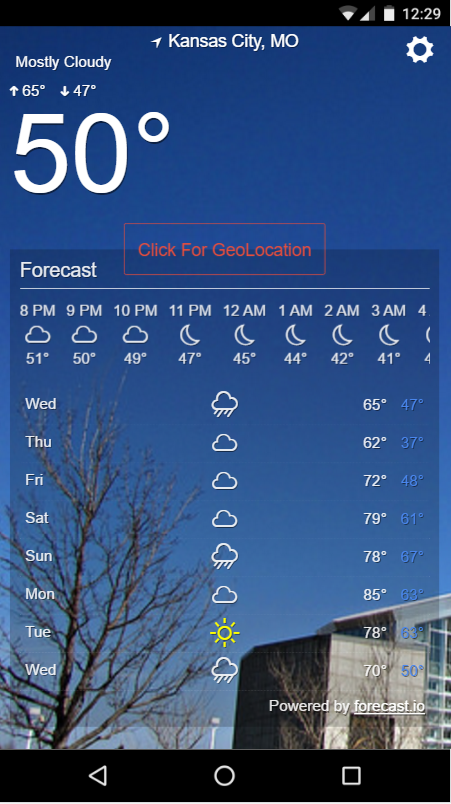 12:29
Kansas City, MO
Mostly Cloudy
65° 47°
50°
Click For GeoLocation
Forecast
8 PM 9 PM 10 PM 11 PM 12 AM 1 AM 2 AM 3 AM 4
51° 50° 49° 47° 45° 44° 42° 41° 4
Wed 65° 47°
Thu 62° 37°
Fri 72° 48°
Sat 79° 61°
Sun 78° 67°
Mon 85° 63°
Tue 78° 63°
Wed 70° 50°
Powered by forecast.io